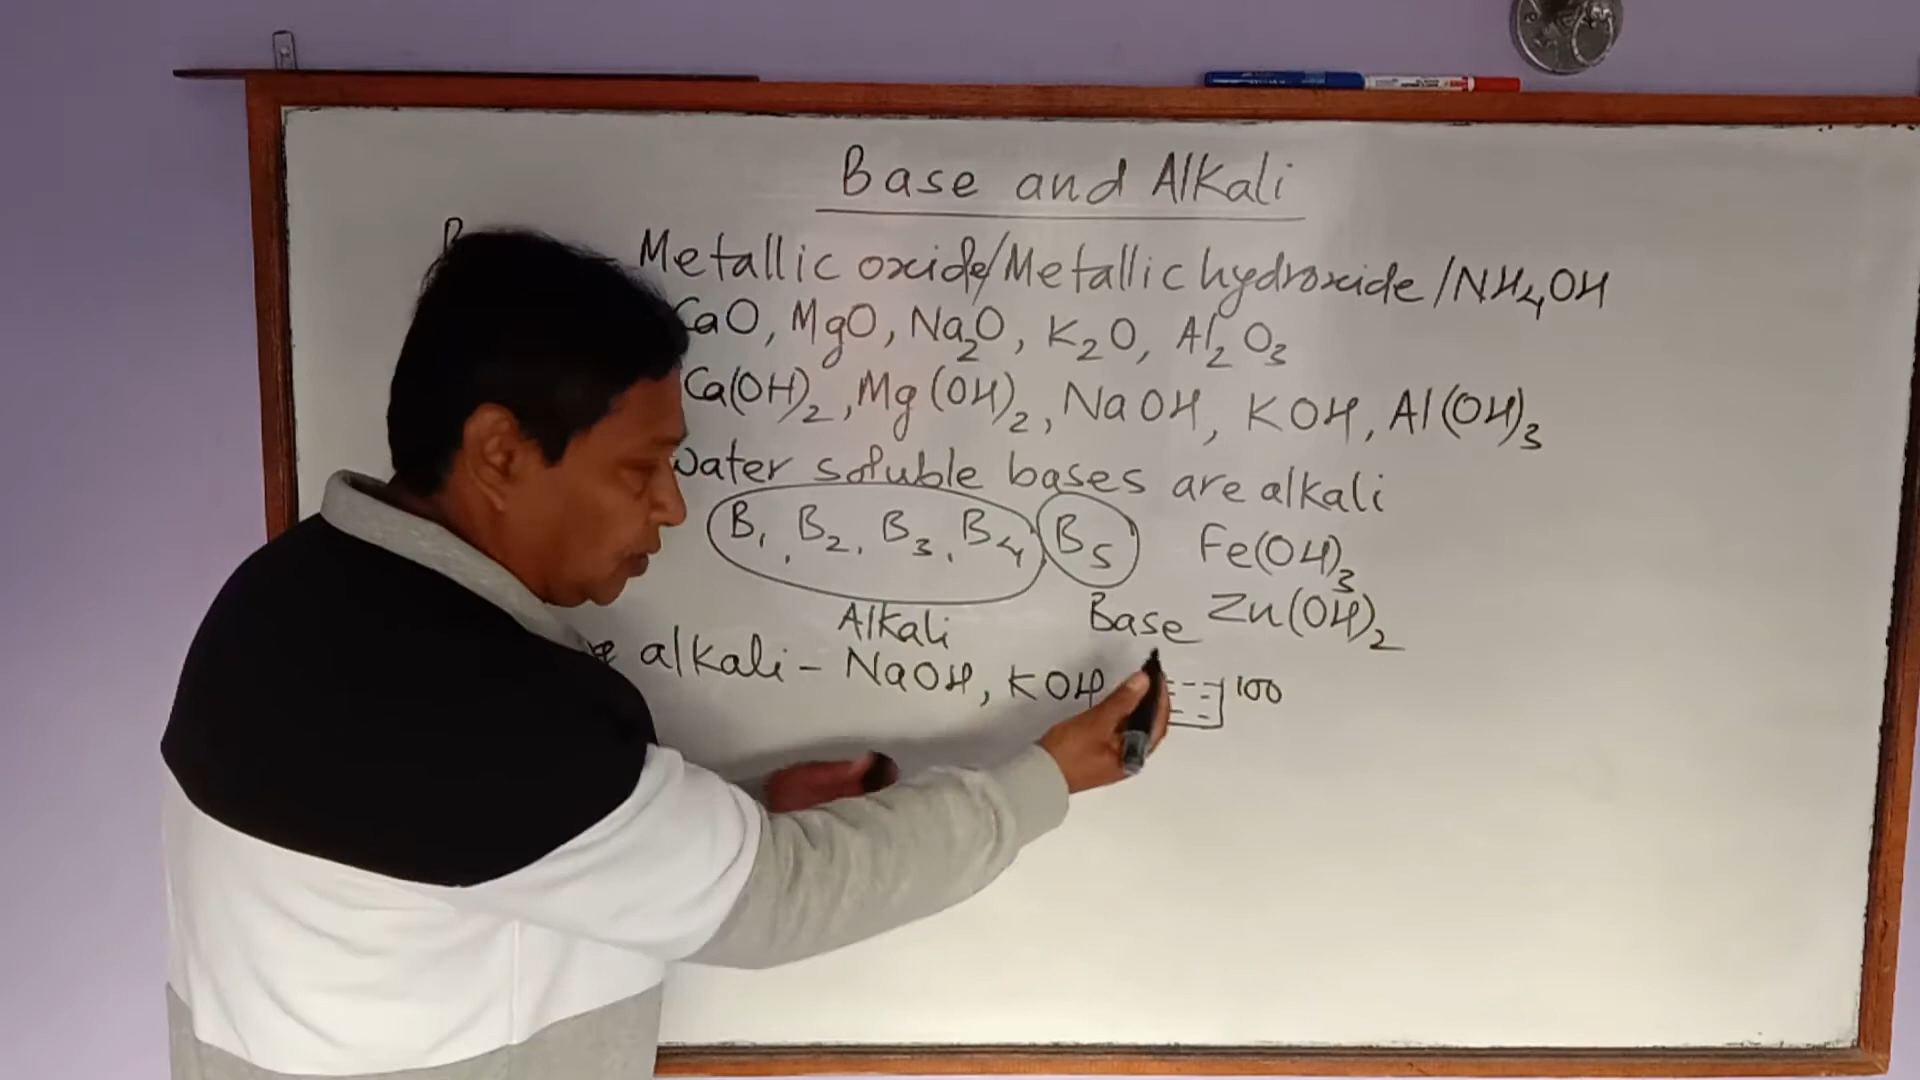 Base and Alkali
Metallic oxide/Metallic hydroxide/NH₄OH
CaO, MgO, Na₂O, K₂O, Al₂O₃
Ca(OH)₂, Mg(OH)₂, NaOH, KOH, Al(OH)₃
Water soluble bases are alkali
B₁, B₂, B₃, B₄, B₅ Fe(OH)₃
Alkali Base Zn(OH)₂
alkali – NaOH, KOH 100